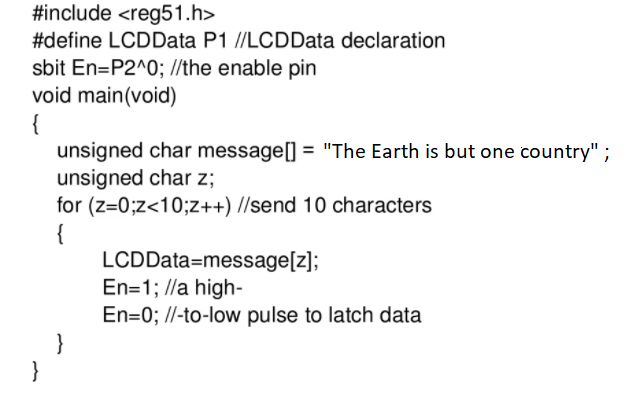 #include <reg51.h>
#define LCDData P1 //LCDData declaration
sbit En=P2^0; //the enable pin
void main(void)
{
unsigned char message[] = "The Earth is but one country" ;
unsigned char z;
for (z=0;z<10;z++) //send 10 characters
{
LCDData=message[z];
En=1; //a high-
En=0; //-to-low pulse to latch data
}
}